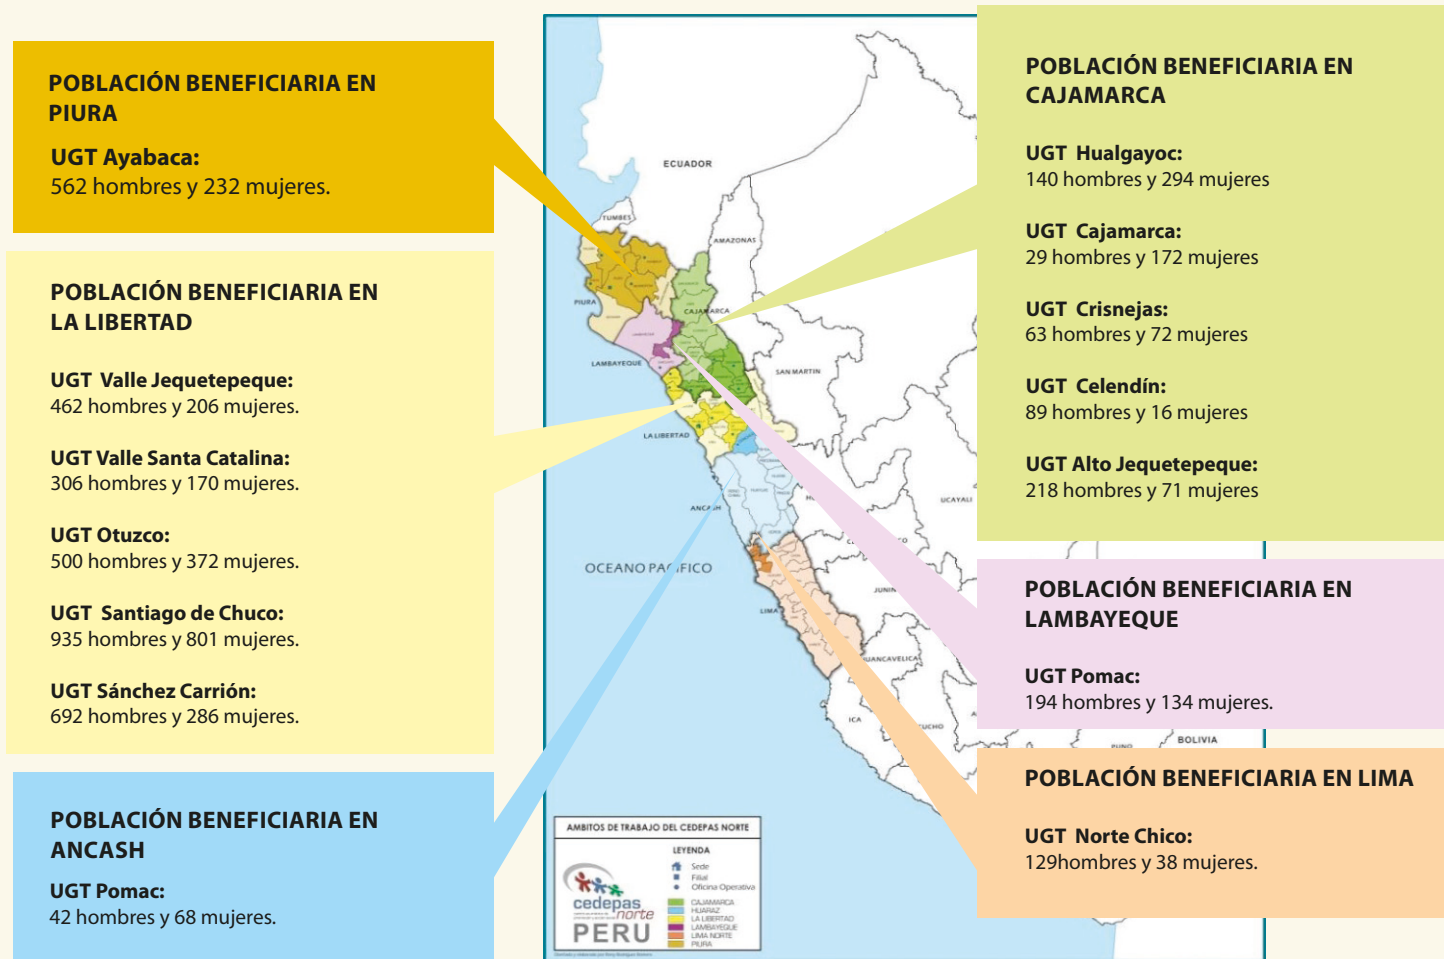 POBLACIÓN BENEFICIARIA EN
PIURA
UGT Ayabaca:
562 hombres y 232 mujeres.
POBLACIÓN BENEFICIARIA EN
LA LIBERTAD
UGT Valle Jequetepeque:
462 hombres y 206 mujeres.
UGT Valle Santa Catalina:
306 hombres y 170 mujeres.
UGT Otuzco:
500 hombres y 372 mujeres.
UGT Santiago de Chuco:
935 hombres y 801 mujeres.
UGT Sánchez Carrión:
692 hombres y 286 mujeres.
POBLACIÓN BENEFICIARIA EN
ANCASH
UGT Pomac:
42 hombres y 68 mujeres.
ECUADOR
TUMBES
AMAZONAS
PIURA
CAJAMARCA
LAMBAYEQUE
SAN MARTIN
LA LIBERTAD
UCAYALI
OCEANO PACIFICO
JUNIN
LIMA
ICA
PUNO
BOLIVIA
AMBITOS DE TRABAJO DEL CEDEPAS NORTE
LEYENDA
Sede
Filial
Oficina Operativa
CAJAMARCA
HUARAZ
LA LIBERTAD
LAMBAYEQUE
LIMA NORTE
PIURA
cedepas
norte
PERU
POBLACIÓN BENEFICIARIA EN
CAJAMARCA
UGT Hualgayoc:
140 hombres y 294 mujeres
UGT Cajamarca:
29 hombres y 172 mujeres
UGT Crisnejas:
63 hombres y 72 mujeres
UGT Celendín:
89 hombres y 16 mujeres
UGT Alto Jequetepeque:
218 hombres y 71 mujeres
POBLACIÓN BENEFICIARIA EN
LAMBAYEQUE
UGT Pomac:
194 hombres y 134 mujeres.
POBLACIÓN BENEFICIARIA EN LIMA
UGT Norte Chico:
129hombres y 38 mujeres.